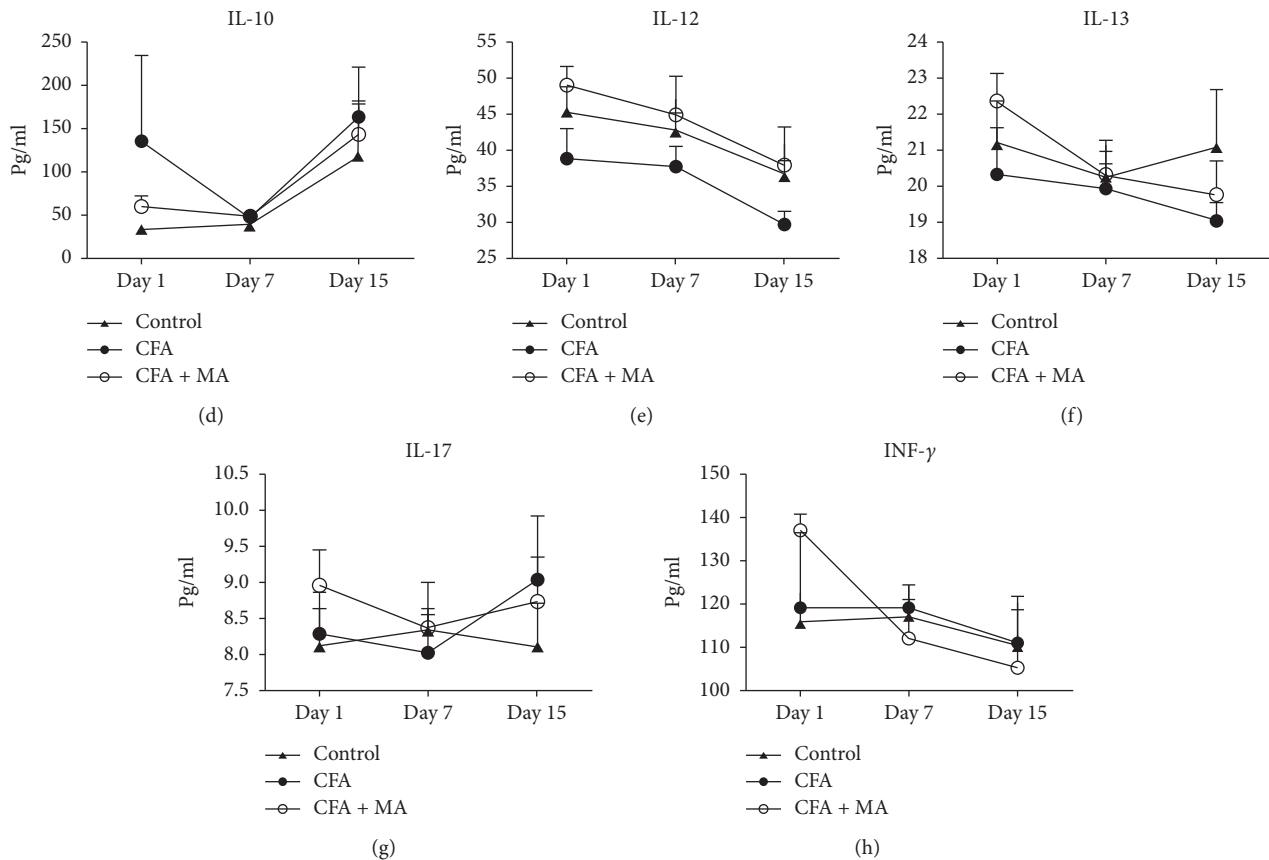 IL-10
Pg/ml
250
200
150
100
50
0
Day 1 Day 7 Day 15
Control
CFA
CFA + MA
(d)
IL-12
Pg/ml
55
50
45
40
35
30
25
Day 1 Day 7 Day 15
Control
CFA
CFA + MA
(e)
IL-13
Pg/ml
24
23
22
21
20
19
18
Day 1 Day 7 Day 15
Control
CFA
CFA + MA
(f)
IL-17
Pg/ml
10.5
10.0
9.5
9.0
8.5
8.0
7.5
Day 1 Day 7 Day 15
Control
CFA
CFA + MA
(g)
INF-γ
Pg/ml
150
140
130
120
110
100
Day 1 Day 7 Day 15
Control
CFA
CFA + MA
(h)